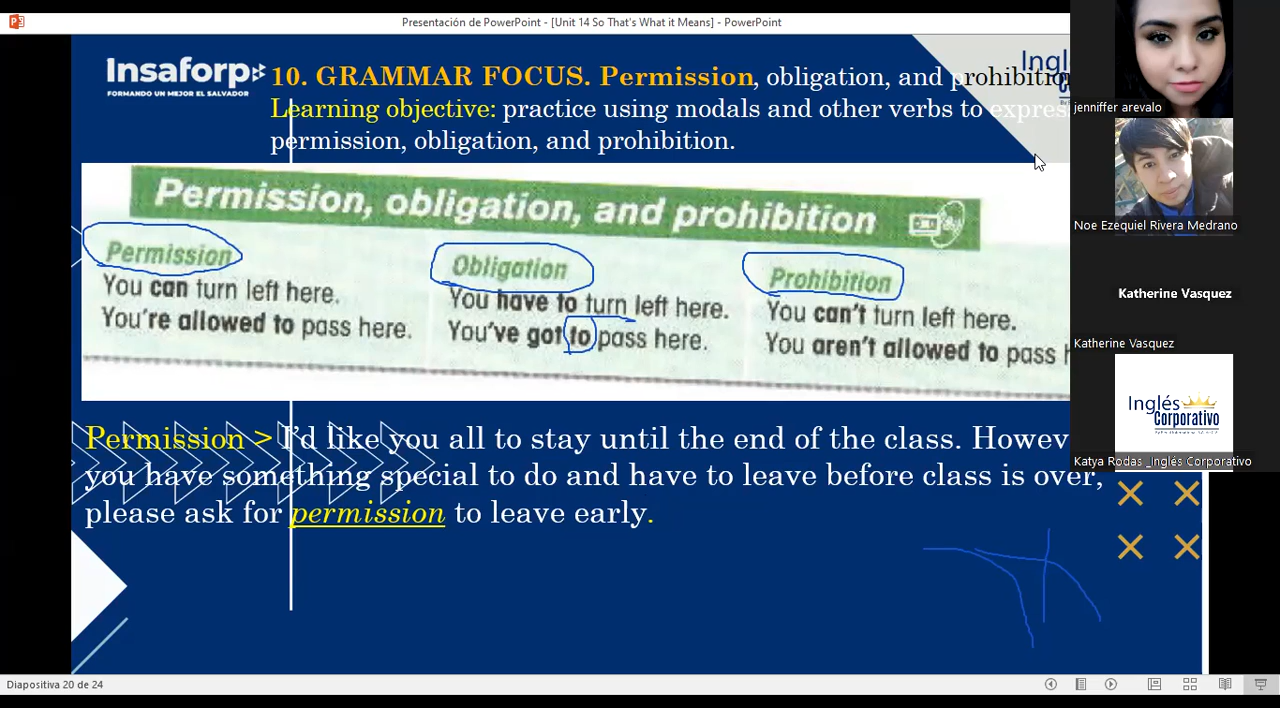 Presentación de PowerPoint - [Unit 14 So That's What it Means] - PowerPoint
Insaforp
FORMANDO UN MEJOR EL SALVADOR
10. GRAMMAR FOCUS. Permission, obligation, and prohibitio
Learning objective: practice using modals and other verbs to express
permission, obligation, and prohibition.
Permission, obligation, and prohibition
Permission
You can turn left here.
You're allowed to pass here.
Obligation
You have to turn left here.
You've got to pass here.
Prohibition
You can't turn left here.
You aren't allowed to pass h
Permission > I'd like you all to stay until the end of the class. Howev
you have something special to do and have to leave before class is over,
please ask for permission to leave early.
jenniffer arevalo
Noe Ezequiel Rivera Medrano
Katherine Vasquez
Katherine Vasquez
Inglés
Corporativo
Katya Rodas _Inglés Corporativo
Diapositiva 20 de 24